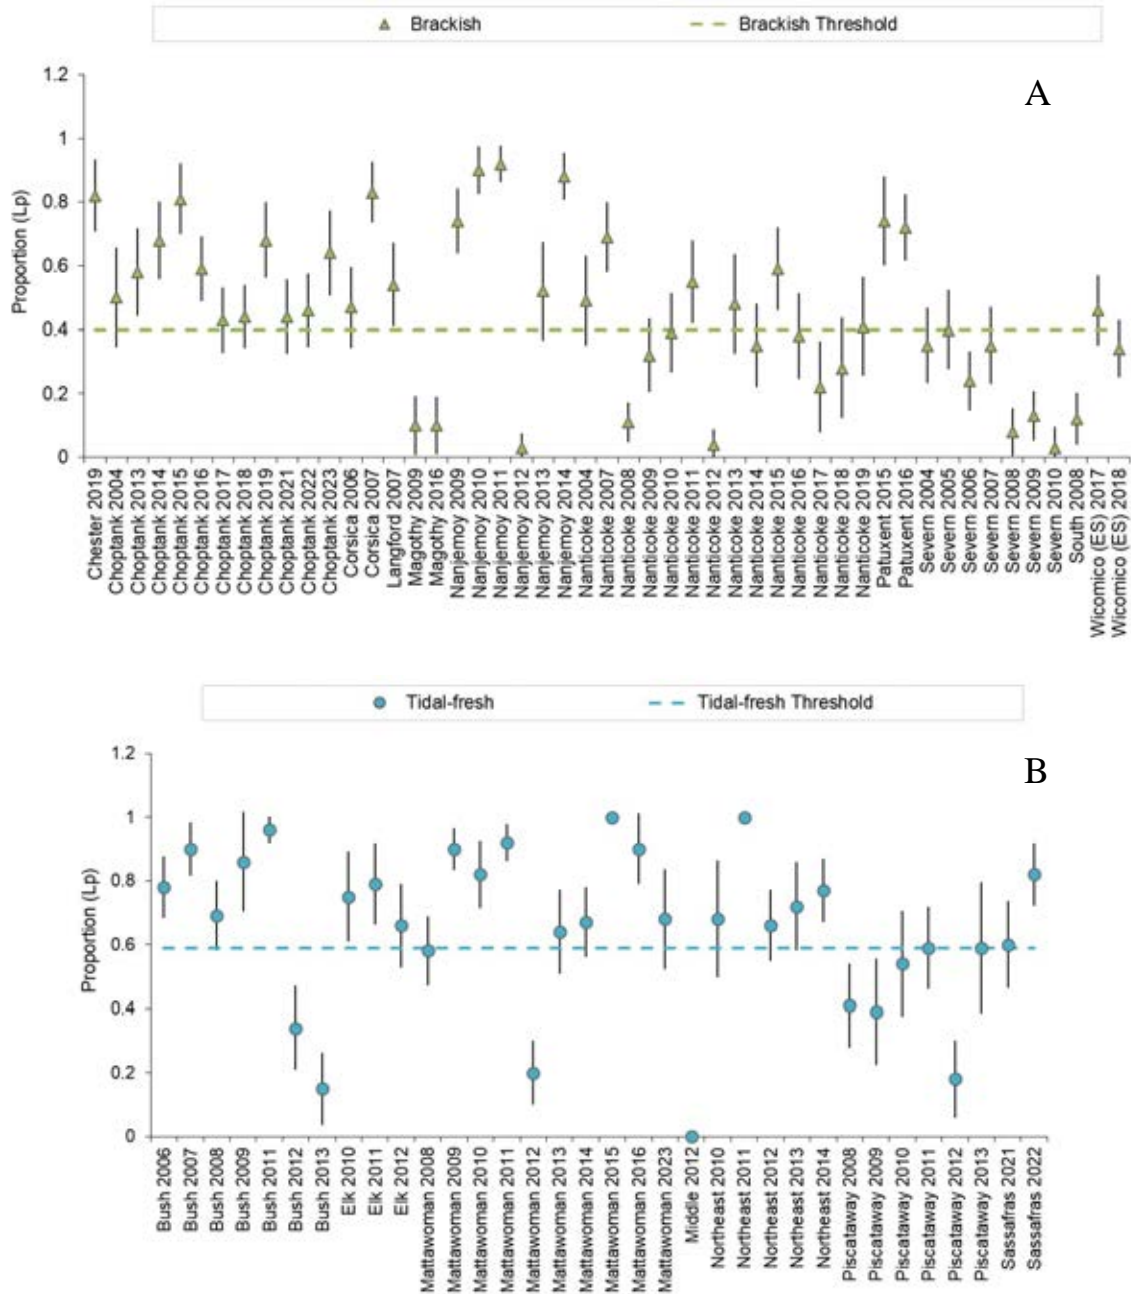 Brackish Brackish Threshold
A
Proportion (Lp)
1.2
1
0.8
0.6
0.4
0.2
0
Chester 2019
Choptank 2004
Choptank 2013
Choptank 2014
Choptank 2015
Choptank 2016
Choptank 2017
Choptank 2018
Choptank 2019
Choptank 2021
Choptank 2022
Choptank 2023
Corsica 2006
Corsica 2007
Langford 2007
Magothy 2009
Magothy 2016
Nanjemoy 2009
Nanjemoy 2010
Nanjemoy 2011
Nanjemoy 2012
Nanjemoy 2013
Nanjemoy 2014
Nanticoke 2004
Nanticoke 2007
Nanticoke 2008
Nanticoke 2009
Nanticoke 2010
Nanticoke 2011
Nanticoke 2012
Nanticoke 2013
Nanticoke 2014
Nanticoke 2015
Nanticoke 2016
Nanticoke 2017
Nanticoke 2018
Nanticoke 2019
Patuxent 2015
Patuxent 2016
Severn 2004
Severn 2005
Severn 2006
Severn 2007
Severn 2008
Severn 2009
Severn 2010
South 2008
Wicomico (ES) 2017
Wicomico (ES) 2018
Tidal-fresh Tidal-fresh Threshold
B
Proportion (Lp)
1.2
1
0.8
0.6
0.4
0.2
0
Bush 2006
Bush 2007
Bush 2008
Bush 2009
Bush 2011
Bush 2012
Bush 2013
Elk 2010
Elk 2011
Elk 2012
Mattawoman 2008
Mattawoman 2009
Mattawoman 2010
Mattawoman 2011
Mattawoman 2012
Mattawoman 2013
Mattawoman 2014
Mattawoman 2015
Mattawoman 2016
Mattawoman 2023
Middle 2012
Northeast 2010
Northeast 2011
Northeast 2012
Northeast 2013
Northeast 2014
Piscataway 2008
Piscataway 2009
Piscataway 2010
Piscataway 2011
Piscataway 2012
Piscataway 2013
Sassafras 2021
Sassafras 2022